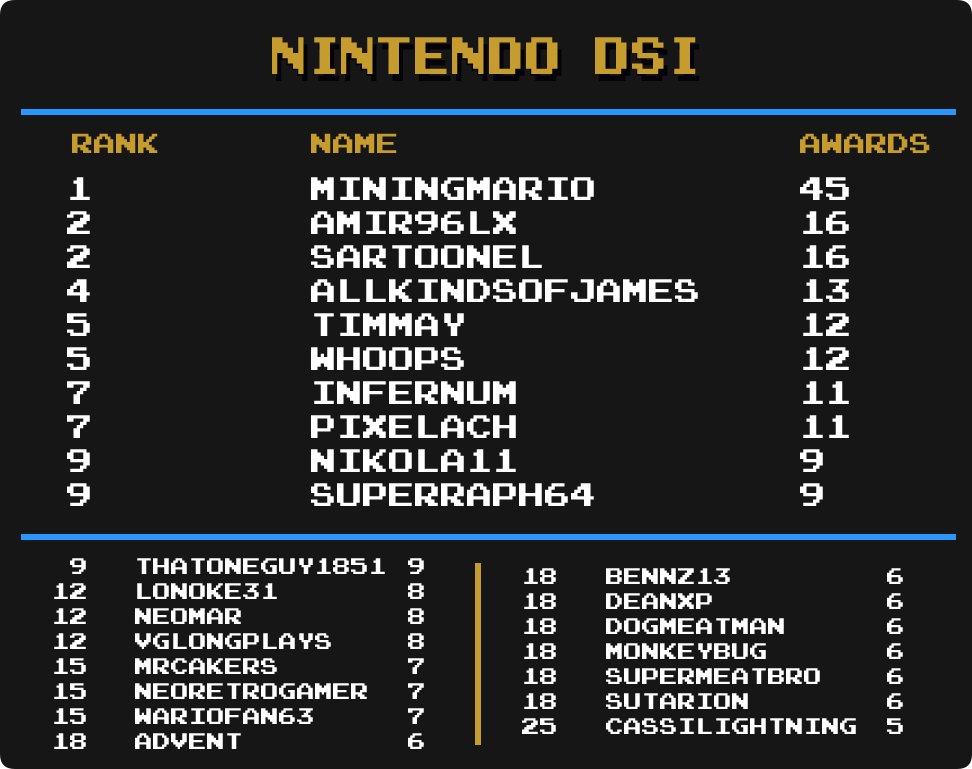 NINTENDO DSI
RANK NAME AWARDS
1 MININGMARIO 45
2 AMIR96LX 16
2 SARTOONEL 16
4 ALLKINDSOFJAMES 13
5 TIMMAY 12
5 WHOOPS 12
7 INFERNUM 11
7 PIXELACH 11
9 NIKOLA11 9
9 SUPERRAPH64 9
9 THATONEGUY1851 9
12 LONOKE31 8
12 NEOMAR 8
12 VGLONGPLAYS 8
15 MRCAKERS 7
15 NEORETROGAMER 7
15 WARIOFAN63 7
18 ADVENT 6
18 BENNZ13 6
18 DEANXP 6
18 DOGMEATMAN 6
18 MONKEYBUG 6
18 SUPERMEATBRO 6
18 SUTARION 6
25 CASSILIGHTNING 5